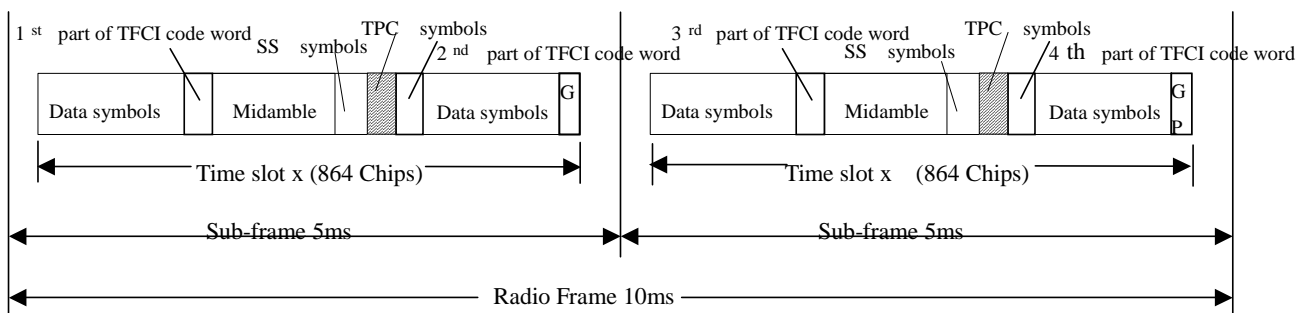 1 st part of TFCI code word
SS symbols
TPC symbols
2 nd part of TFCI code word
Data symbols
Midamble
Data symbols
G
Time slot x (864 Chips)
Sub-frame 5ms
3 rd part of TFCI code word
SS symbols
TPC symbols
4 th part of TFCI code word
Data symbols
Midamble
Data symbols
G
P
Time slot x (864 Chips)
Sub-frame 5ms
Radio Frame 10ms